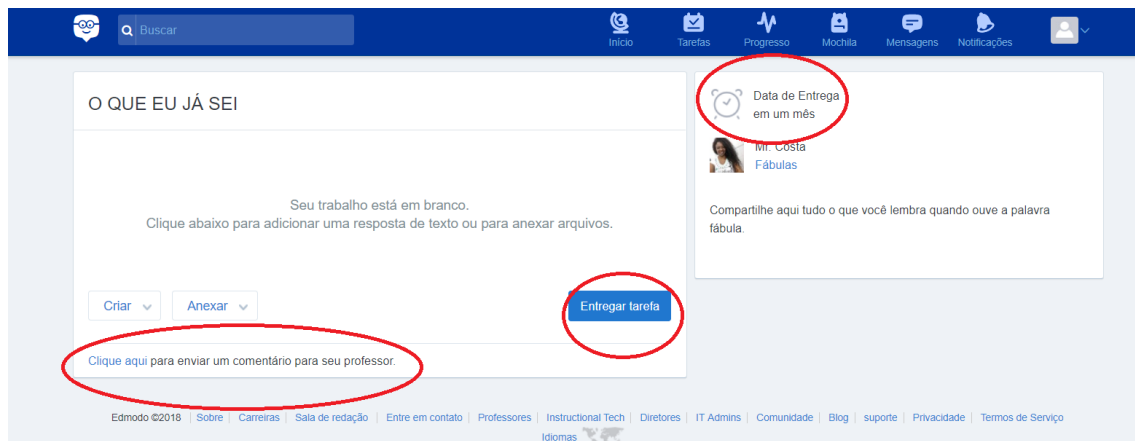 Buscar
Início
Tarefas
Progresso
Mochila
Mensagens
Notificações
O QUE EU JÁ SEI
Seu trabalho está em branco.
Clique abaixo para adicionar uma resposta de texto ou para anexar arquivos.
Criar
Anexar
Entregar tarefa
Clique aqui para enviar um comentário para seu professor.
Data de Entrega
em um mês
Mr. Costa
Fábulas
Compartilhe aqui tudo o que você lembra quando ouve a palavra
fábula.
Edmodo ©2018 | Sobre | Carreiras | Sala de redação | Entre em contato | Professores | Instructional Tech | Diretores | IT Admins | Comunidade | Blog | suporte | Privacidade | Termos de Serviço
Idiomas